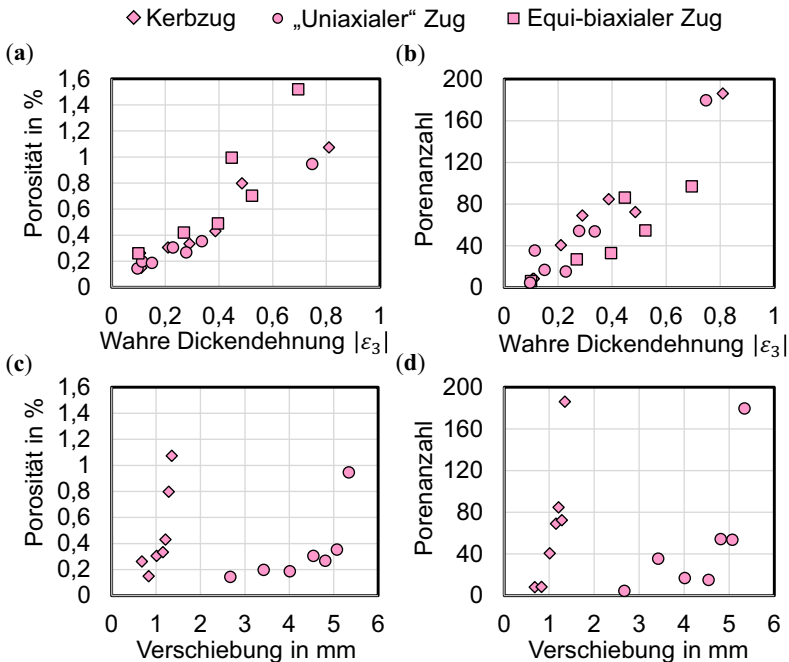 Kerbzug „Uniaxialer“ Zug Equi-biaxialer Zug
(a)
Porosität in %
1,6
1,4
1,2
1
0,8
0,6
0,4
0,2
0
0 0,2 0,4 0,6 0,8 1
Wahre Dickendehnung |ε₃|
(b)
Porenanzahl
200
160
120
80
40
0
0 0,2 0,4 0,6 0,8 1
Wahre Dickendehnung |ε₃|
(c)
Porosität in %
1,6
1,4
1,2
1
0,8
0,6
0,4
0,2
0
0 1 2 3 4 5 6
Verschiebung in mm
(d)
Porenanzahl
200
160
120
80
40
0
0 1 2 3 4 5 6
Verschiebung in mm